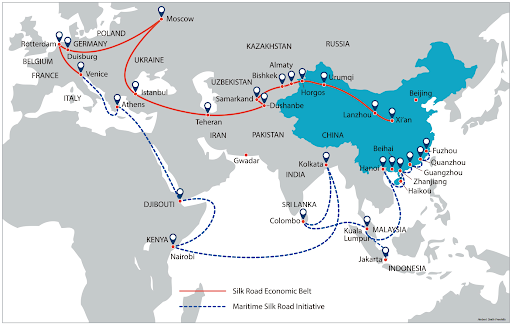 Moscow
POLAND
Rotterdam
GERMANY
Duisburg
BELGIUM
FRANCE
Venice
UKRAINE
ITALY
Athens
Istanbul
KAZAKHSTAN
RUSSIA
Almaty
Bishkek
Urumqi
UZBEKISTAN
Horgos
Samarkand
Dushanbe
Beijing
Teheran
Lanzhou
Xi'an
IRAN
PAKISTAN
CHINA
Gwadar
Kolkata
INDIA
Beihai
Hanoi
Fuzhou
Quanzhou
Guangzhou
Zhanjiang
Haikou
DJIBOUTI
SRI LANKA
Colombo
KENYA
Nairobi
Kuala
Lumpur
MALAYSIA
Jakarta
INDONESIA
Silk Road Economic Belt
Maritime Silk Road Initiative